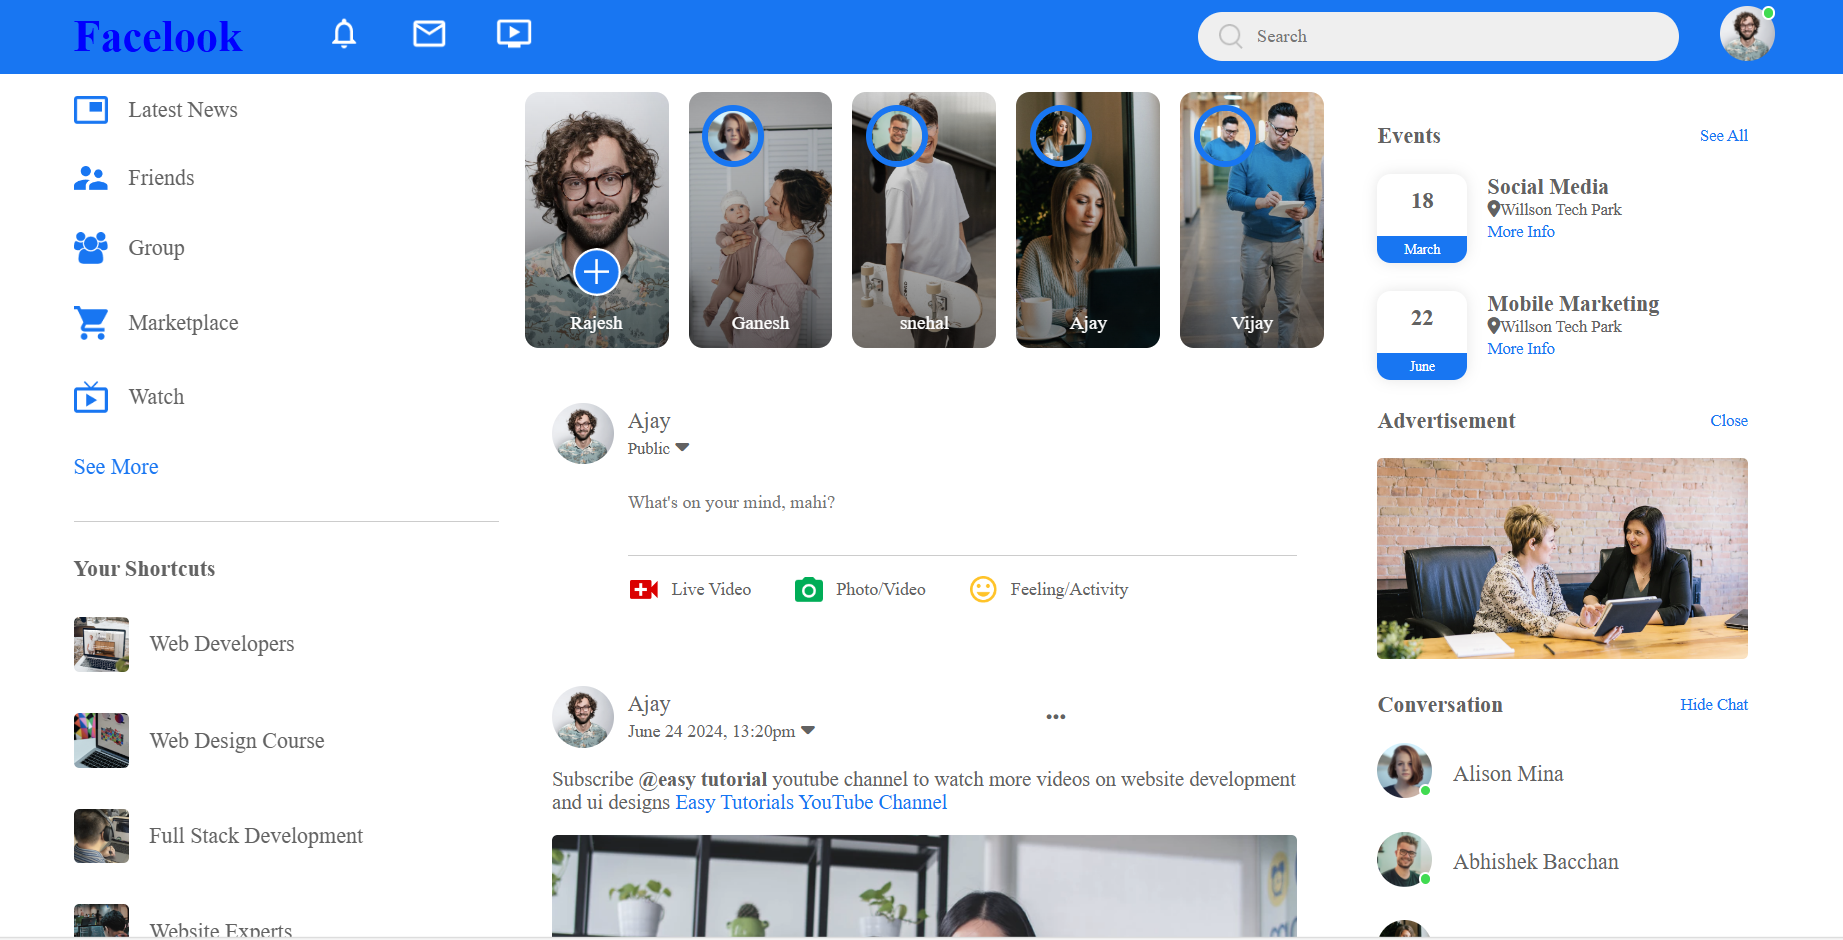 Facelook
Search
Latest News
Friends
Group
Marketplace
Watch
See More
Your Shortcuts
Web Developers
Web Design Course
Full Stack Development
Website Experts
Rajesh
Ganesh
snehal
Ajay
Vijay
Ajay
Public
What's on your mind, mahi?
Live Video
Photo/Video
Feeling/Activity
Ajay
June 24 2024, 13:20pm
Subscribe @easy tutorial youtube channel to watch more videos on website development
and ui designs Easy Tutorials YouTube Channel
Events
See All
18
March
Social Media
Willson Tech Park
More Info
22
June
Mobile Marketing
Willson Tech Park
More Info
Advertisement
Close
Conversation
Hide Chat
Alison Mina
Abhishek Bacchan